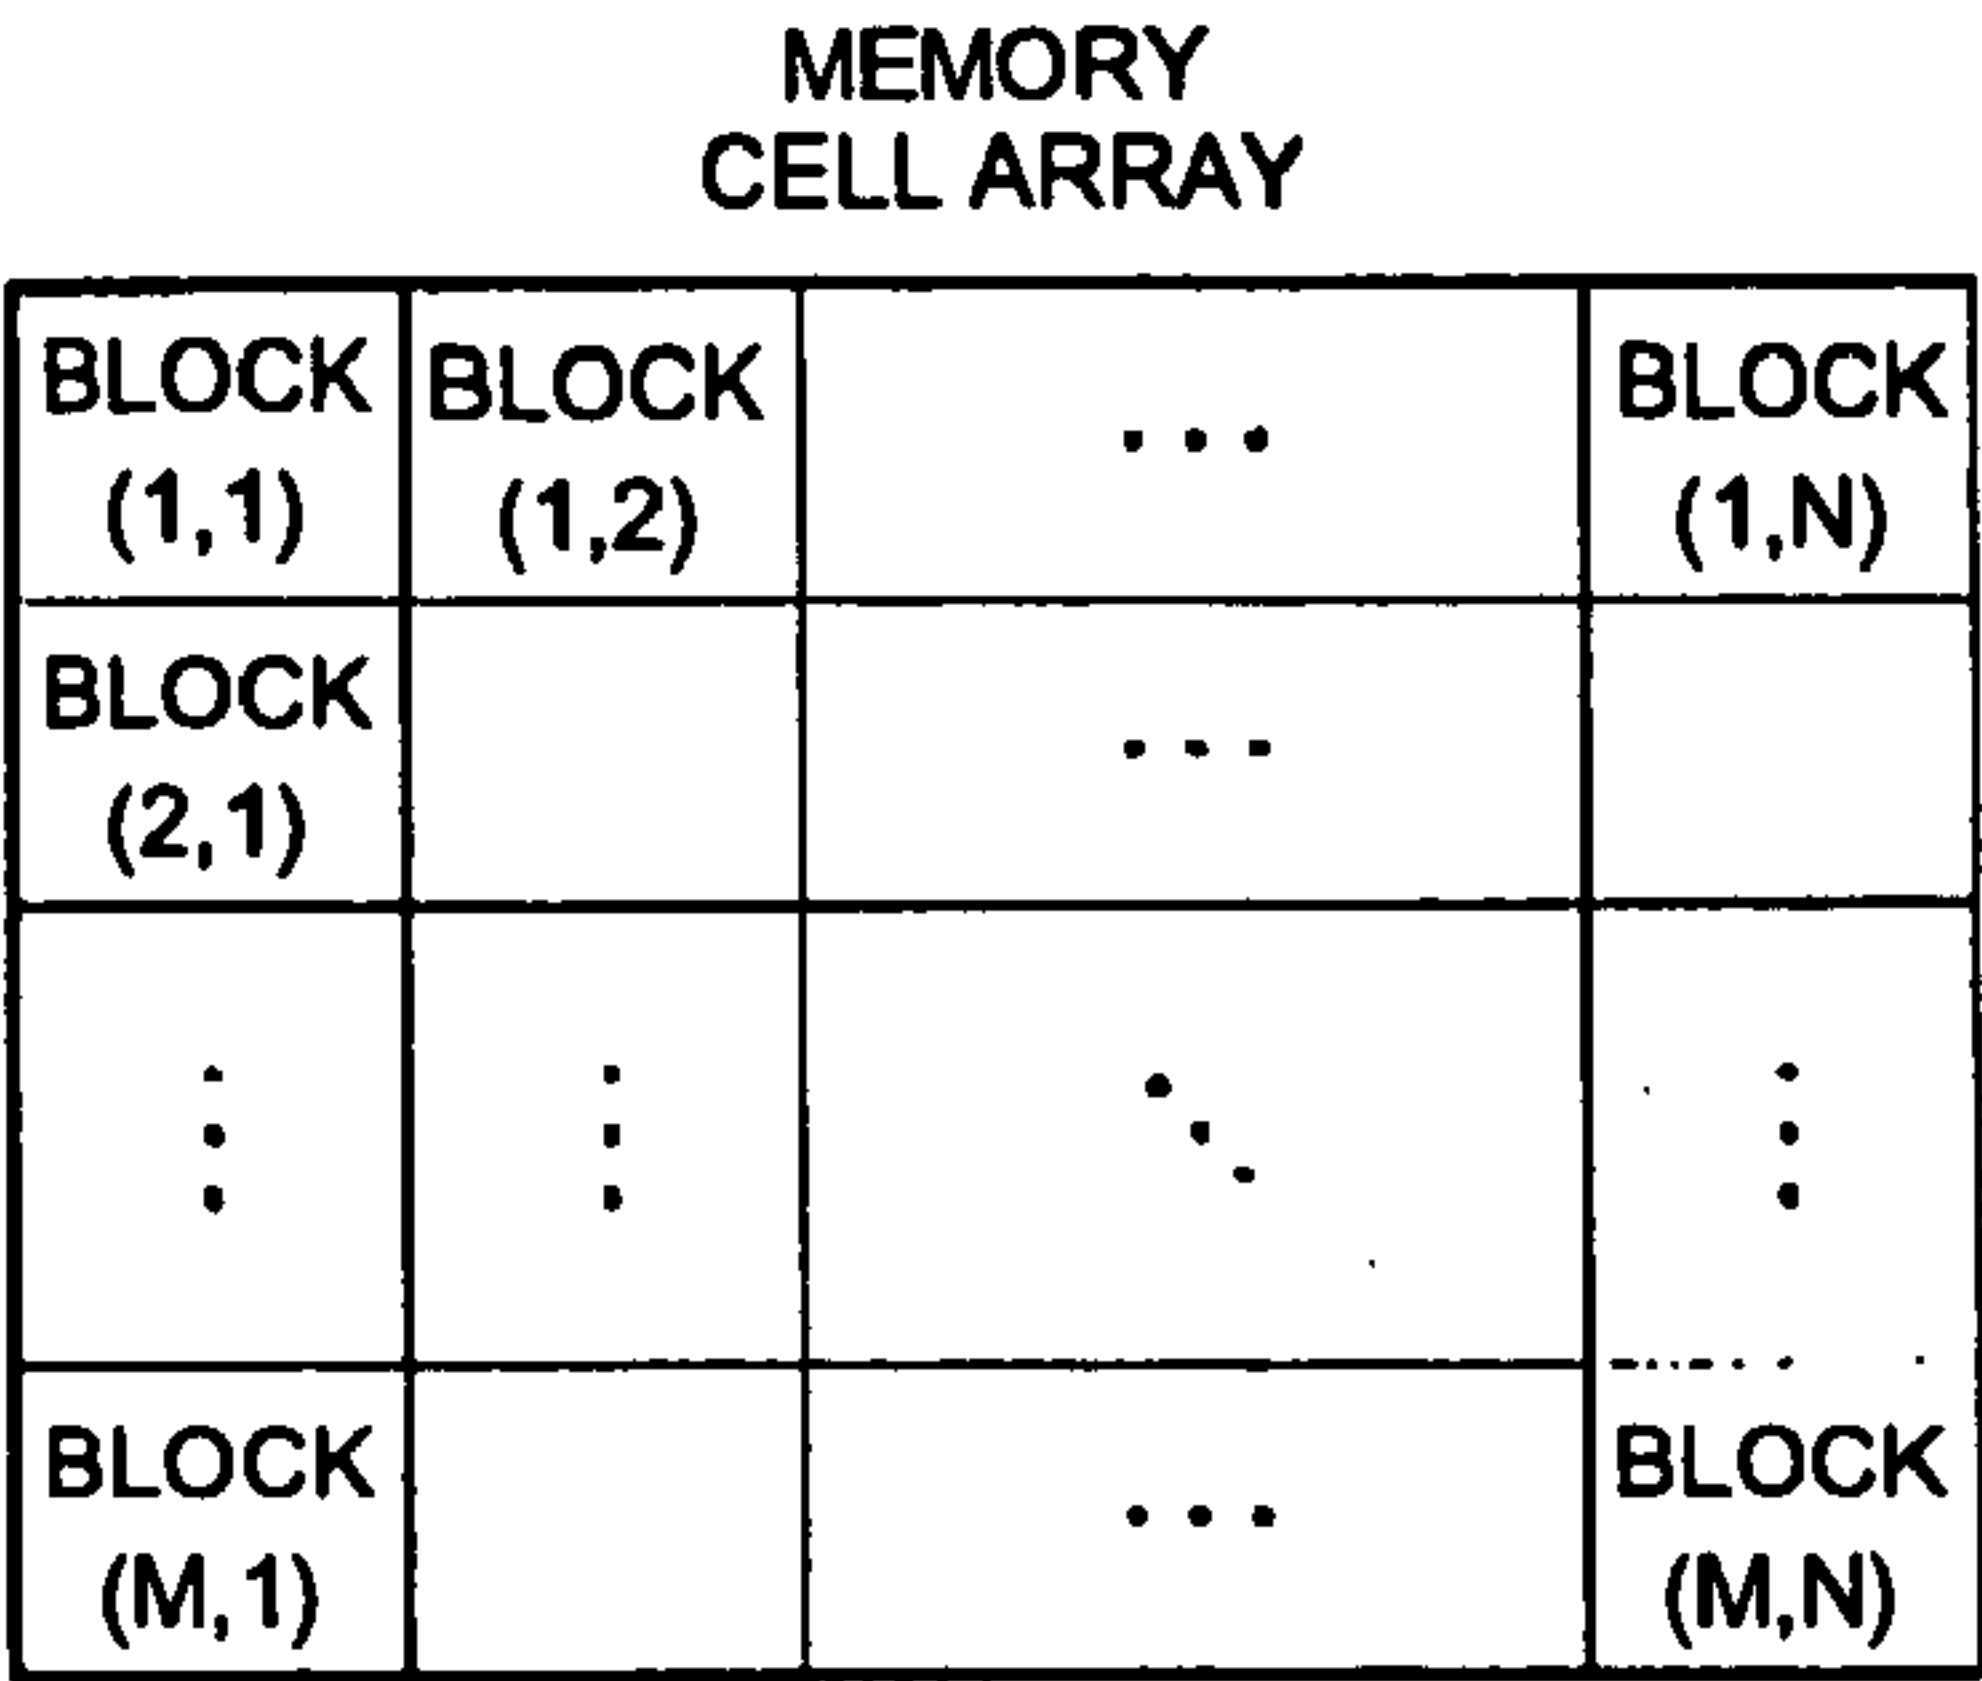 MEMORY
CELL ARRAY
BLOCK
(1,1)
BLOCK
(1,2)
...
BLOCK
(1,N)
BLOCK
(2,1)
...
BLOCK
(M,1)
...
BLOCK
(M,N)